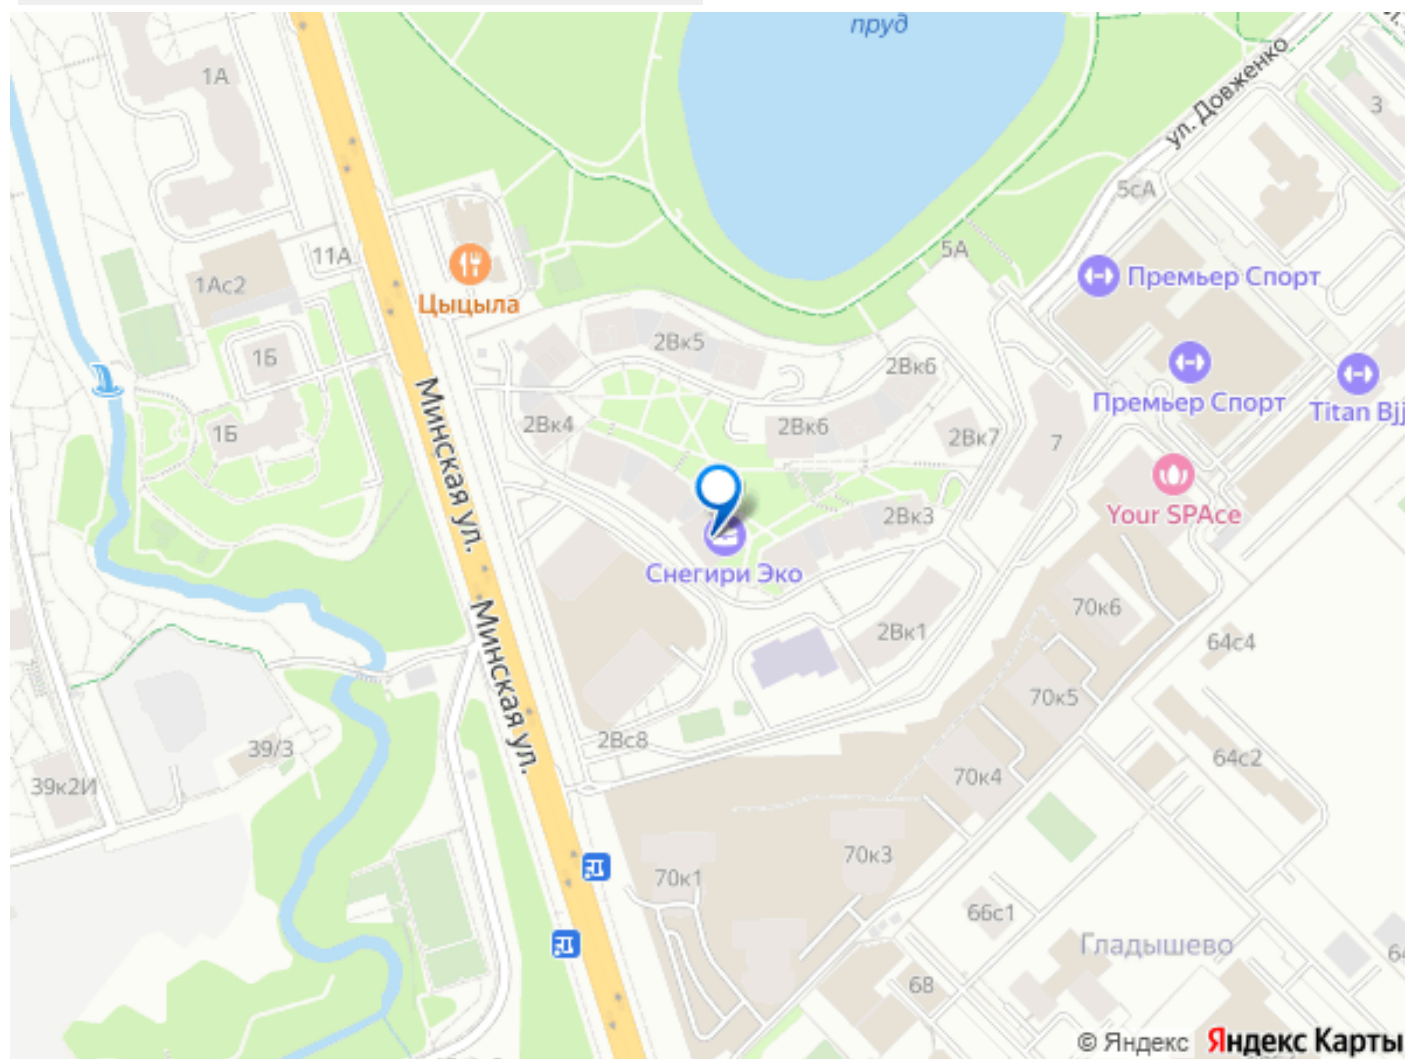 пруд
1А
ул. Довженко
3
5сА
11А
1Ас2
Цыцыла
5А
Премьер Спорт
2Вк5
1Б
2Вк6
Премьер Спорт
Titan Bjj
Минская ул.
2Вк4
1Б
2Вк6
2Вк7
7
2Вк3
Your SPAce
Снегири Эко
70к6
2Вк1
64с4
Минская ул.
70к5
2Вс8
39/3
64с2
39к2И
70к4
70к3
70к1
66с1
Гладышево
68
© Яндекс Яндекс Карты